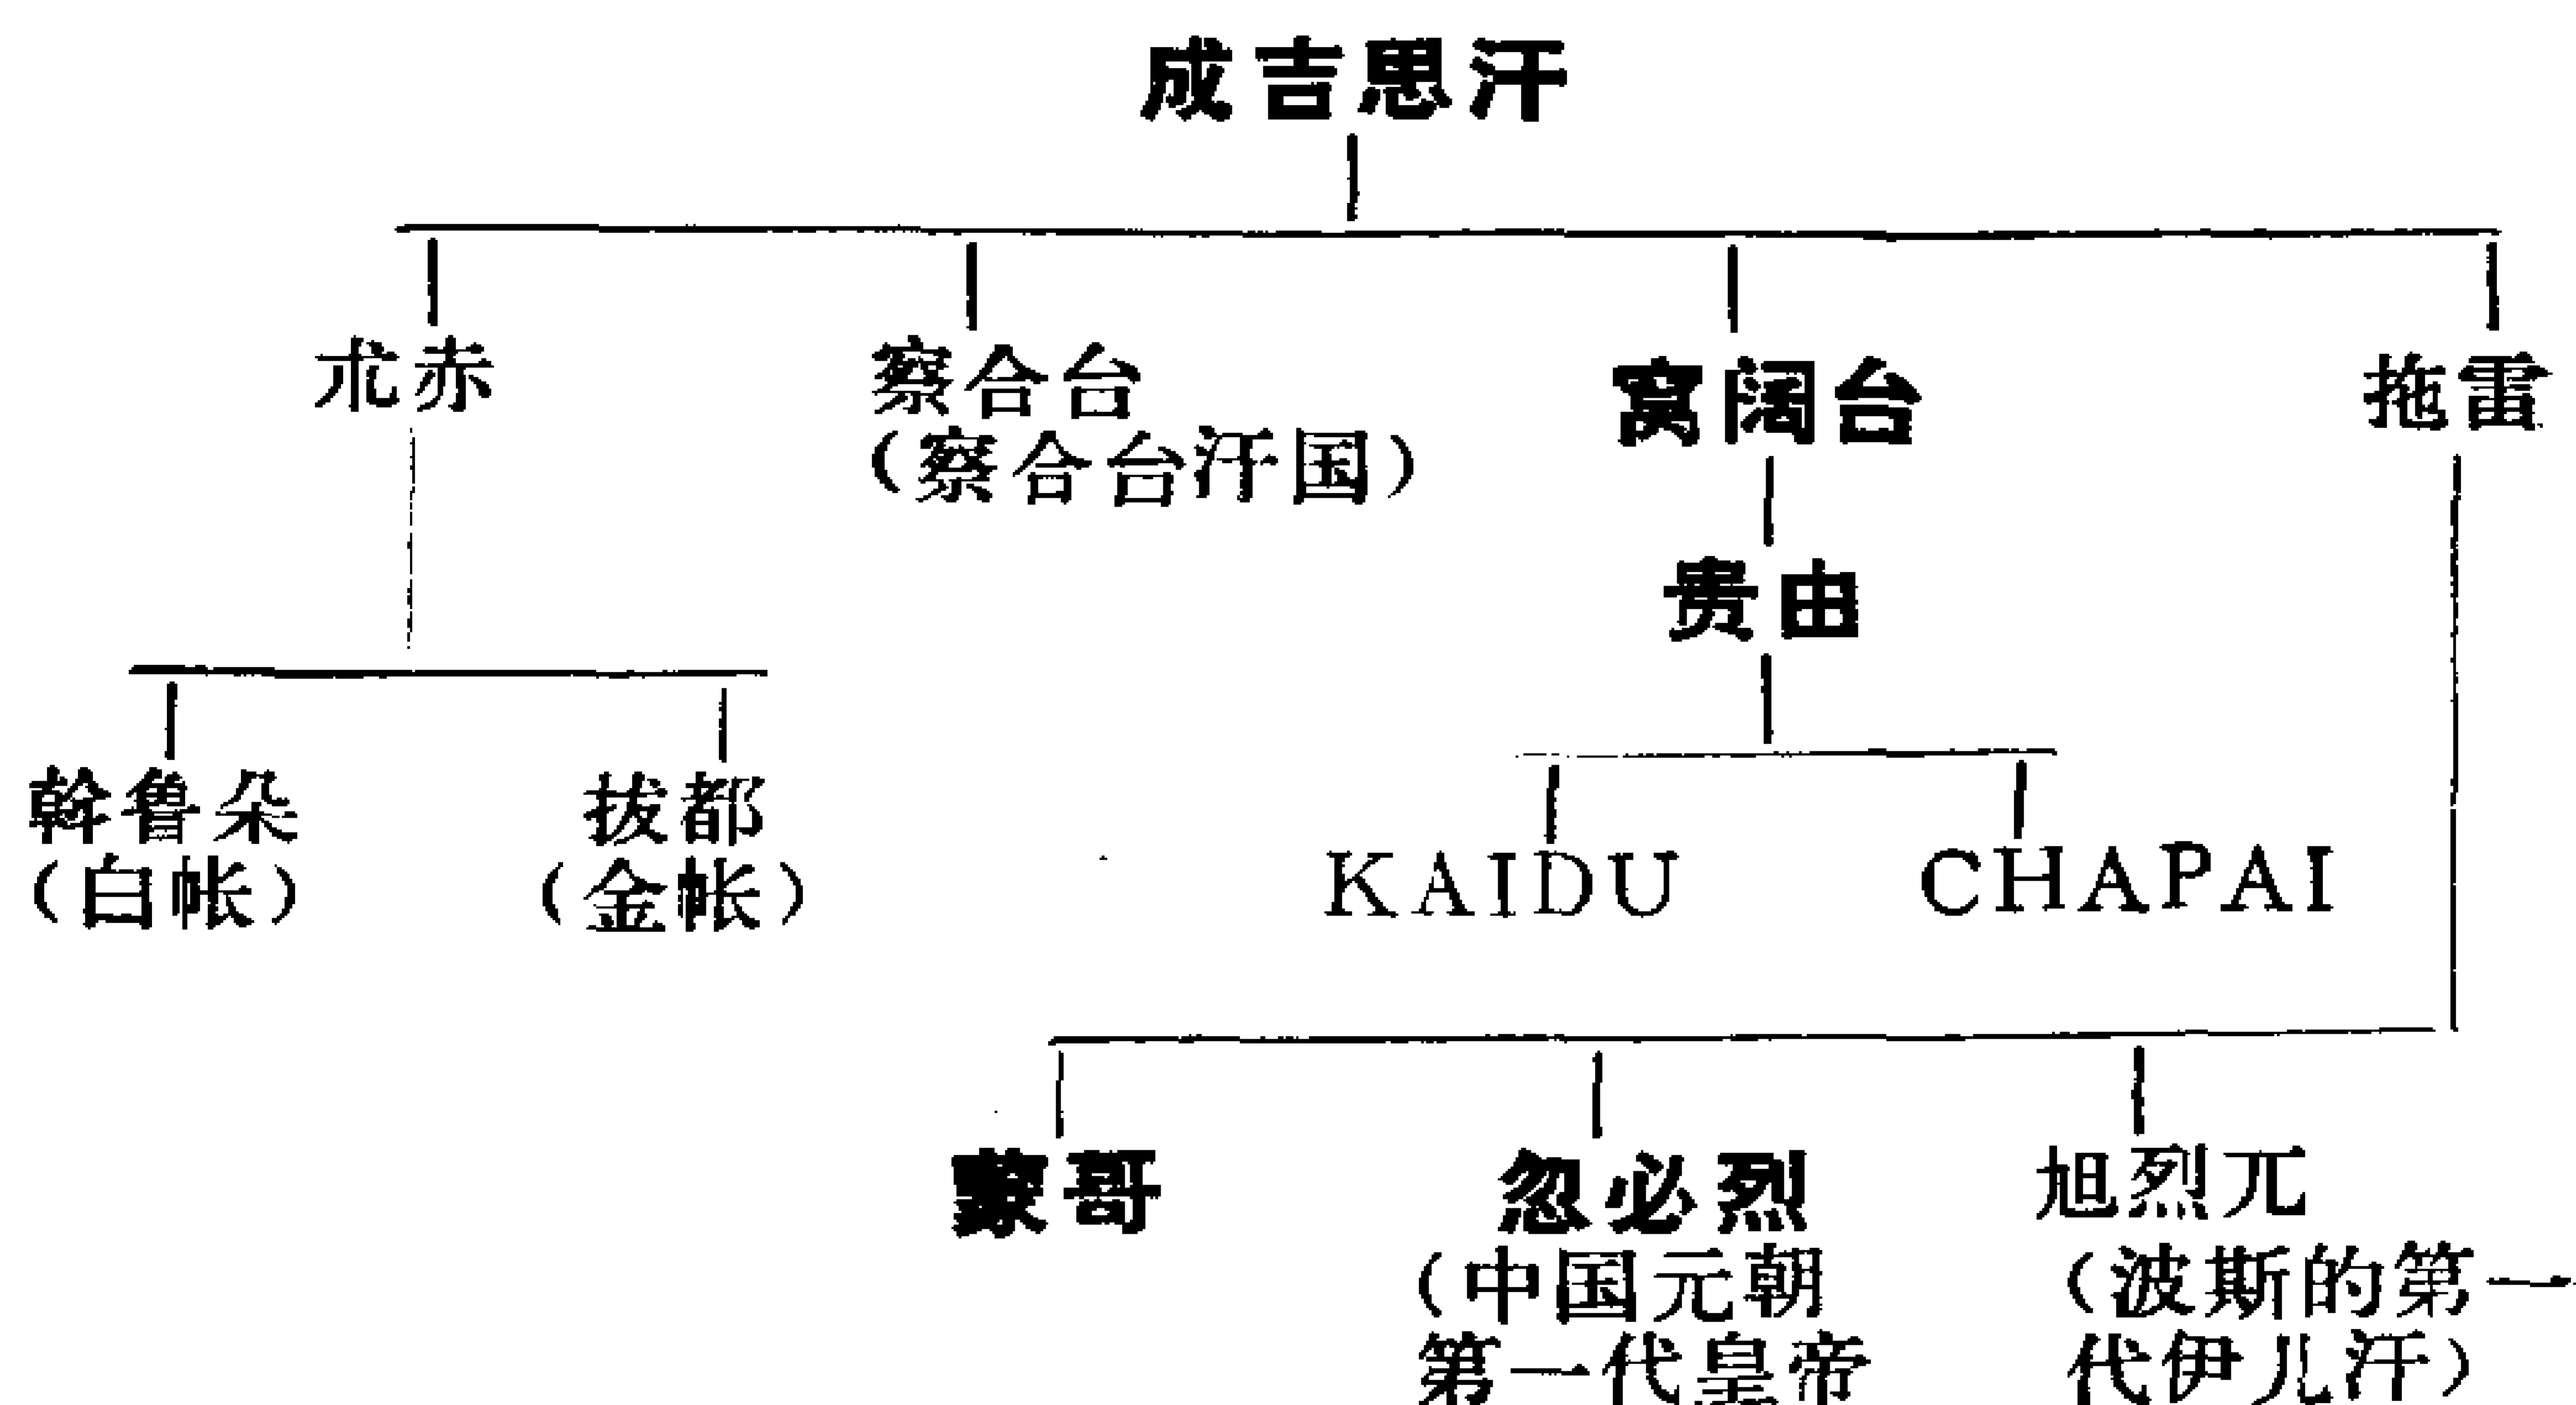 成吉思汗
朮赤
察合台
(察合台汗国)
窝阔台
拖雷
贵由
斡鲁朵
(白帐)
拔都
(金帐)
KAIDU
CHAPAI
蒙哥
忽必烈
(中国元朝
第一代皇帝
旭烈兀
(波斯的第一
代伊儿汗)